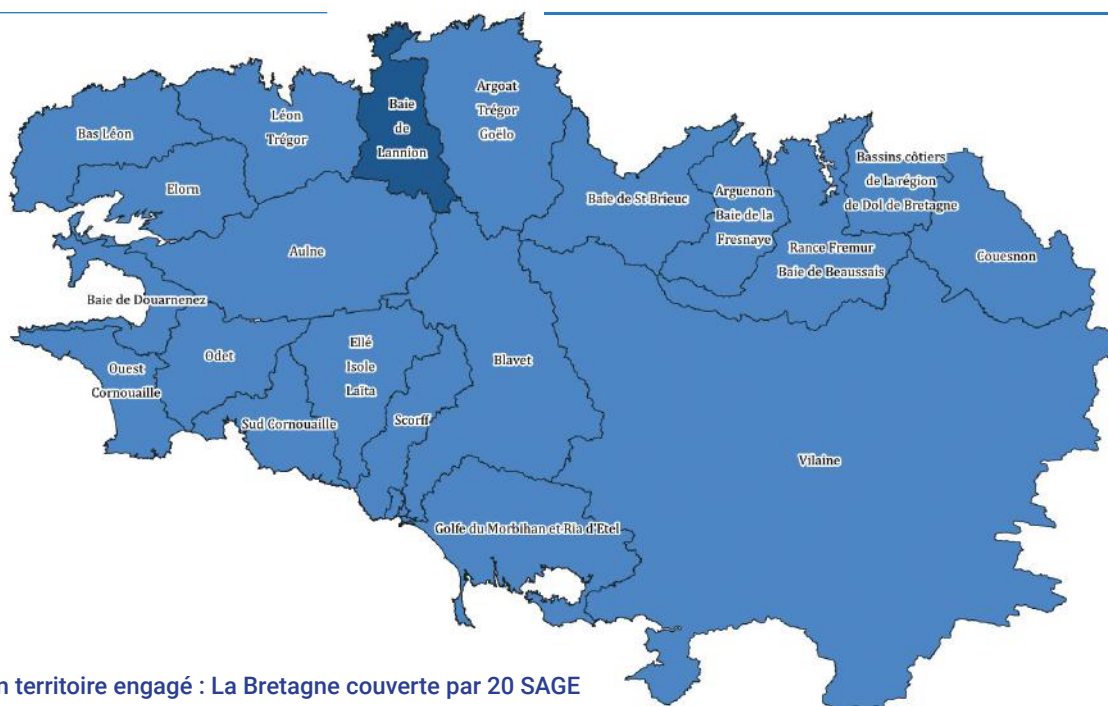 Bas Léon
Léon
Trégor
Baie
de
Lannion
Argoat
Trégor
Goëlo
Elorn
Baie de St Brieuc
Arguenon
Baie de la
Fresnaye
Bassins côtiers
de la région
de Dol de Bretagne
Rance Fremur
Baie de Beaussais
Couesnon
Aulne
Baie de Douarnenez
Ouest
Cornouaille
Odet
Ellé
Isole
Laïta
Sud Cornouaille
Scorff
Blavet
Vilaine
Golfe du Morbihan et Ria d'Etel
n territoire engagé : La Bretagne couverte par 20 SAGE